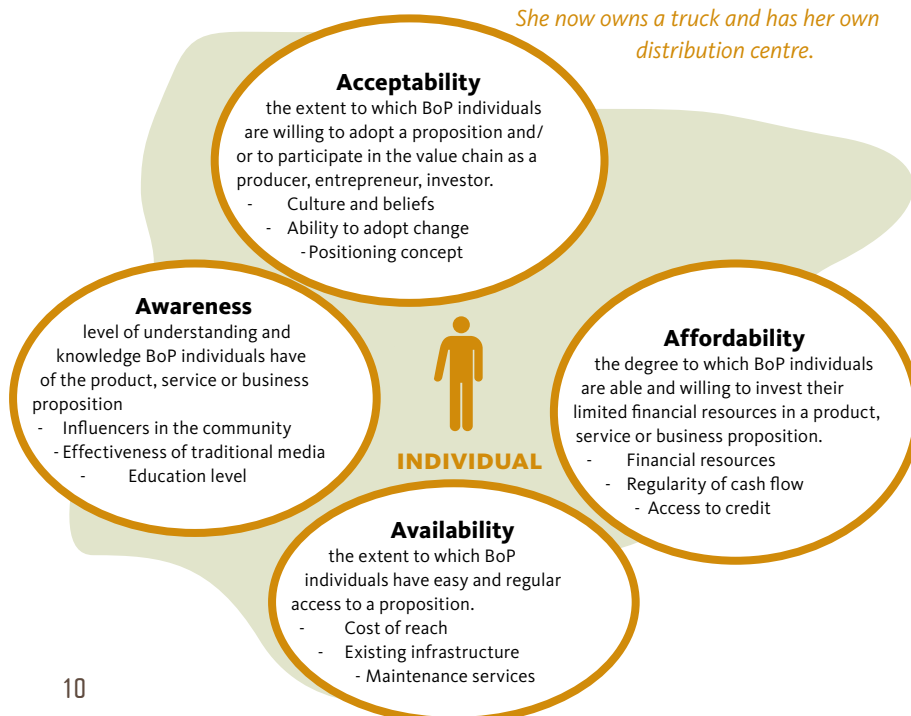 She now owns a truck and has her own
distribution centre.
Acceptability
the extent to which BoP individuals
are willing to adopt a proposition and/
or to participate in the value chain as a
producer, entrepreneur, investor.
- Culture and beliefs
- Ability to adopt change
- Positioning concept
Awareness
level of understanding and
knowledge BoP individuals have
of the product, service or business
proposition
- Influencers in the community
- Effectiveness of traditional media
- Education level
Affordability
the degree to which BoP individuals
are able and willing to invest their
limited financial resources in a product,
service or business proposition.
- Financial resources
- Regularity of cash flow
- Access to credit
INDIVIDUAL
Availability
the extent to which BoP
individuals have easy and regular
access to a proposition.
- Cost of reach
- Existing infrastructure
- Maintenance services
10